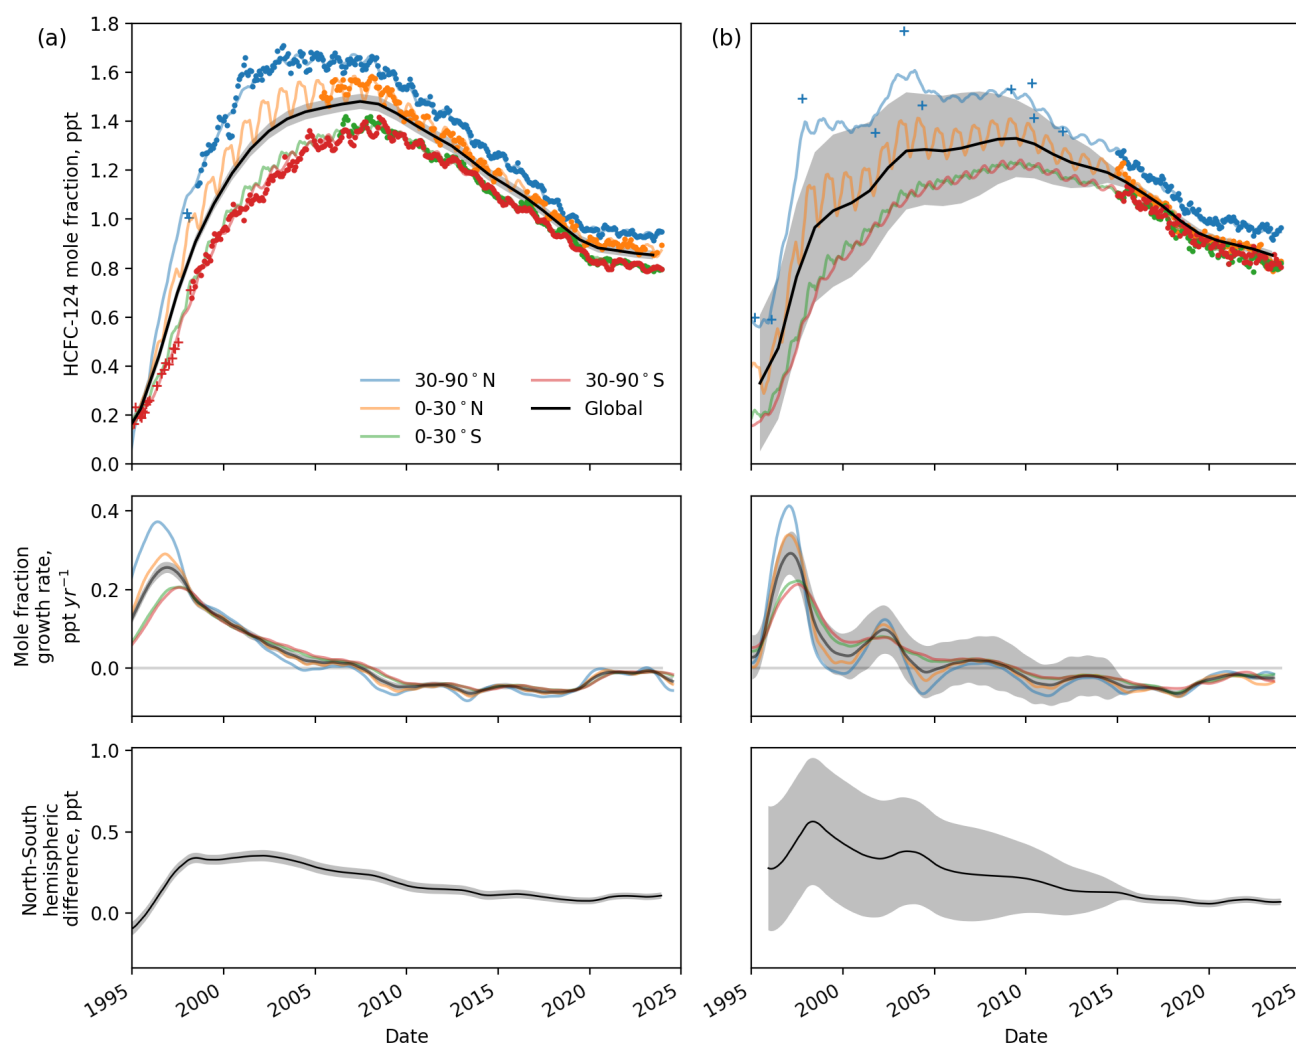 (a)
(b)
1.8
1.6
1.4
1.2
1.0
0.8
0.6
0.4
0.2
0.0
HCFC-124 mole fraction, ppt
30-90°N
0-30°N
0-30°S
30-90°S
Global
0.4
0.2
0.0
Mole fraction
growth rate,
ppt yr⁻¹
1.0
0.5
0.0
North-South
hemispheric
difference, ppt
1995
2000
2005
2010
2015
2020
2025
Date
1995
2000
2005
2010
2015
2020
2025
Date